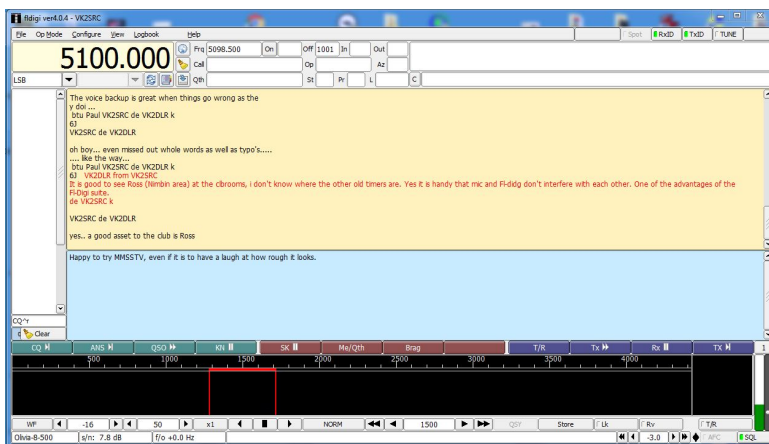 fldigi ver4.0.4 - VK2SRC
File Op Mode Configure View Logbook Help Spot RxID TxID TUNE
5100.000 Frq 5098.500 On Off 1001 In Out
Call Op Az
LSB Qth St Pr L C
The voice backup is great when things go wrong as the
y doi ...
btu Paul VK2SRC de VK2DLR k
6J
VK2SRC de VK2DLR
oh boy... even missed out whole words as well as typo's.....
.... like the way...
btu Paul VK2SRC de VK2DLR k
6J VK2DLR from VK2SRC
It is good to see Ross (Nimbin area) at the clbrooms, i don't know where the other old timers are. Yes it is handy that mic and Fl-didg don't interfere with each other. One of the advantages of the
Fl-Digi suite.
de VK2SRC k
VK2SRC de VK2DLR
yes.. a good asset to the club is Ross
Happy to try MMSSTV, even if it is to have a laugh at how rough it looks.
CQ^r
Clear
CQ ANS QSO KN SK Me/Qth Brag T/R Tx Rx TX 1
500 1000 1500 2000 2500 3000 3500 4000
WF -16 50 x1 NORM 1500 QSY Store Lk Rv T/R
Olivia-8-500 s/n: 7.8 dB f/o +0.0 Hz -3.0 AFC SQL